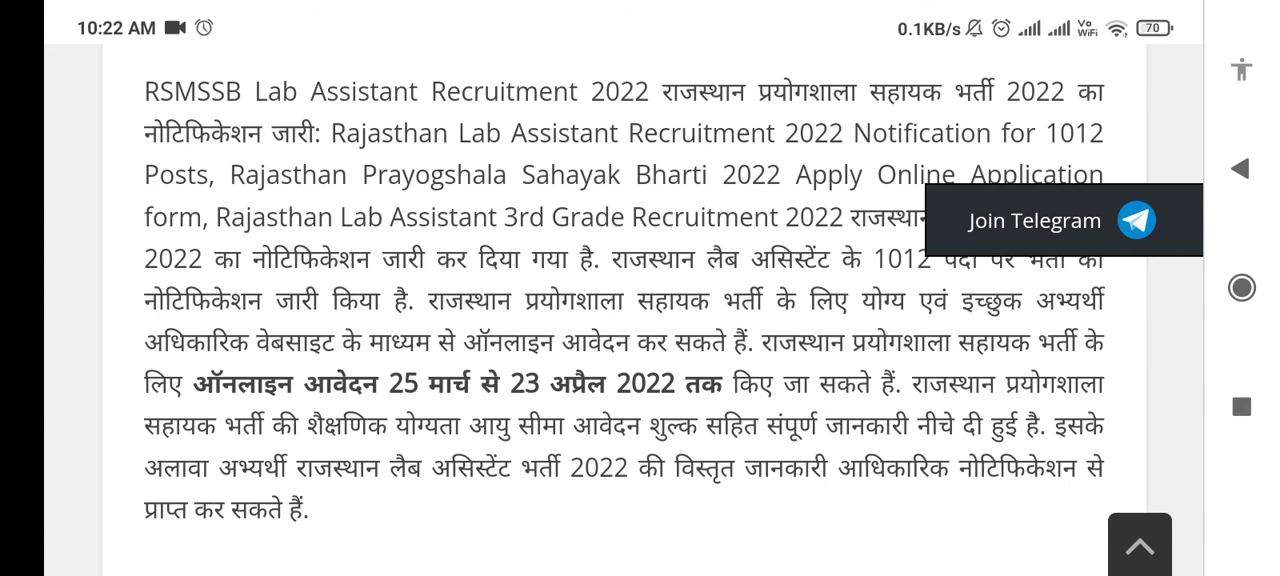 10:22 AM
0.1KB/s Vo WiFi 70
RSMSSB Lab Assistant Recruitment 2022 राजस्थान प्रयोगशाला सहायक भर्ती 2022 का
नोटिफिकेशन जारी: Rajasthan Lab Assistant Recruitment 2022 Notification for 1012
Posts, Rajasthan Prayogshala Sahayak Bharti 2022 Apply Online Application
form, Rajasthan Lab Assistant 3rd Grade Recruitment 2022 राजस्थान
Join Telegram
2022 का नोटिफिकेशन जारी कर दिया गया है. राजस्थान लैब असिस्टेंट के 1012 पदों पर भर्ती का
नोटिफिकेशन जारी किया है. राजस्थान प्रयोगशाला सहायक भर्ती के लिए योग्य एवं इच्छुक अभ्यर्थी
अधिकारिक वेबसाइट के माध्यम से ऑनलाइन आवेदन कर सकते हैं. राजस्थान प्रयोगशाला सहायक भर्ती के
लिए ऑनलाइन आवेदन 25 मार्च से 23 अप्रैल 2022 तक किए जा सकते हैं. राजस्थान प्रयोगशाला
सहायक भर्ती की शैक्षणिक योग्यता आयु सीमा आवेदन शुल्क सहित संपूर्ण जानकारी नीचे दी हुई है. इसके
अलावा अभ्यर्थी राजस्थान लैब असिस्टेंट भर्ती 2022 की विस्तृत जानकारी आधिकारिक नोटिफिकेशन से
प्राप्त कर सकते हैं.